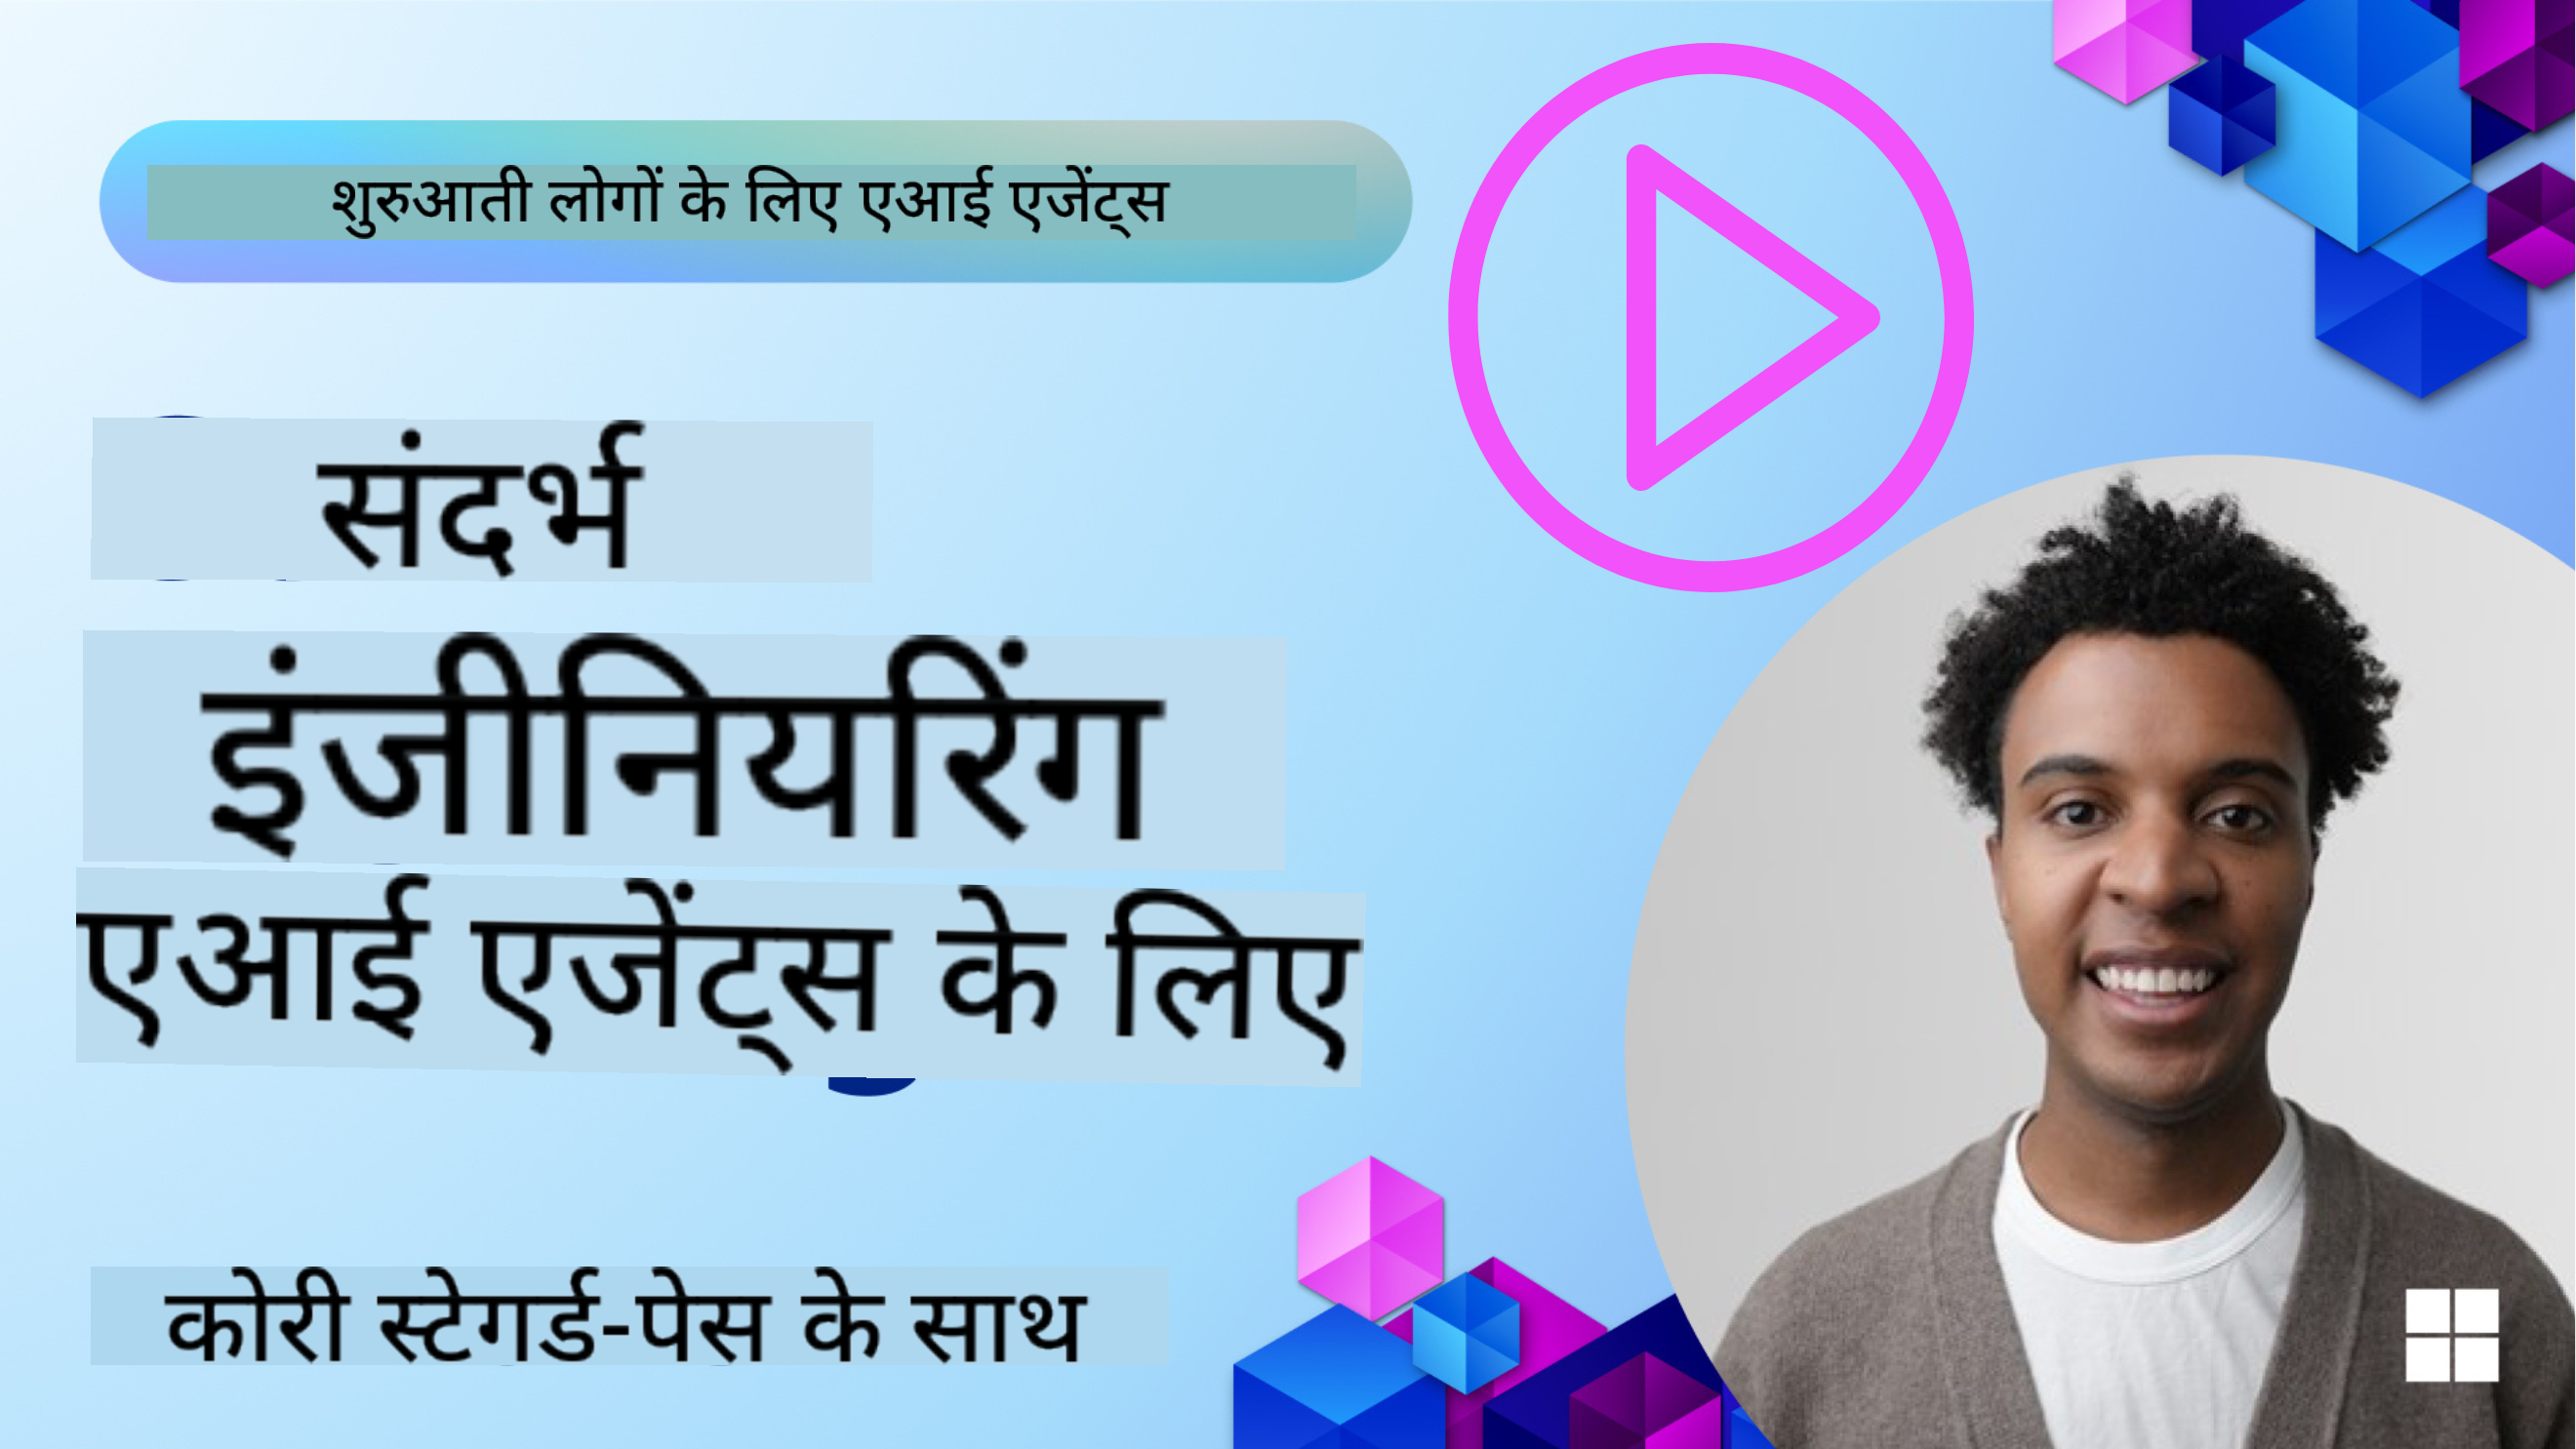 शुरुआती लोगों के लिए एआई एजेंट्स
संदर्भ
इंजीनियरिंग
एआई एजेंट्स के लिए
कोरी स्टेगर्ड-पेस के साथ